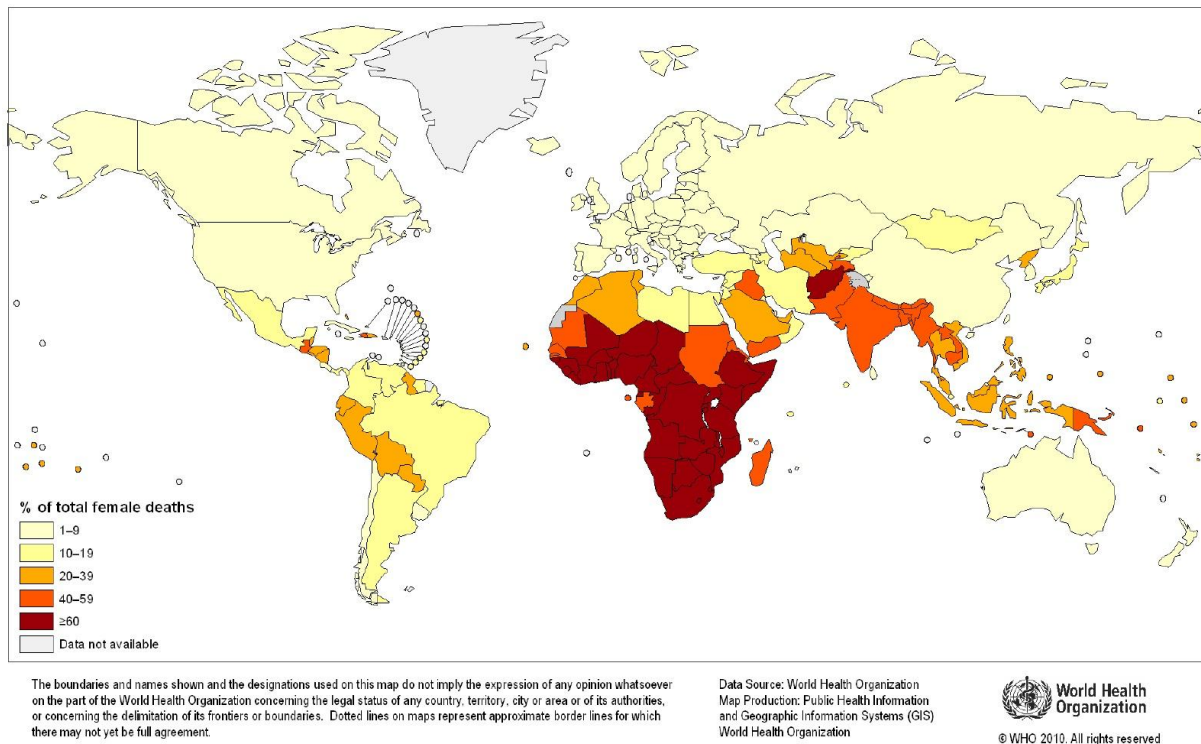 % of total female deaths
1–9
10–19
20–39
40–59
≥60
Data not available
The boundaries and names shown and the designations used on this map do not imply the expression of any opinion whatsoever
on the part of the World Health Organization concerning the legal status of any country, territory, city or area or of its authorities,
or concerning the delimitation of its frontiers or boundaries. Dotted lines on maps represent approximate border lines for which
there may not yet be full agreement.
Data Source: World Health Organization
Map Production: Public Health Information
and Geographic Information Systems (GIS)
World Health Organization
World Health
Organization
© WHO 2010. All rights reserved